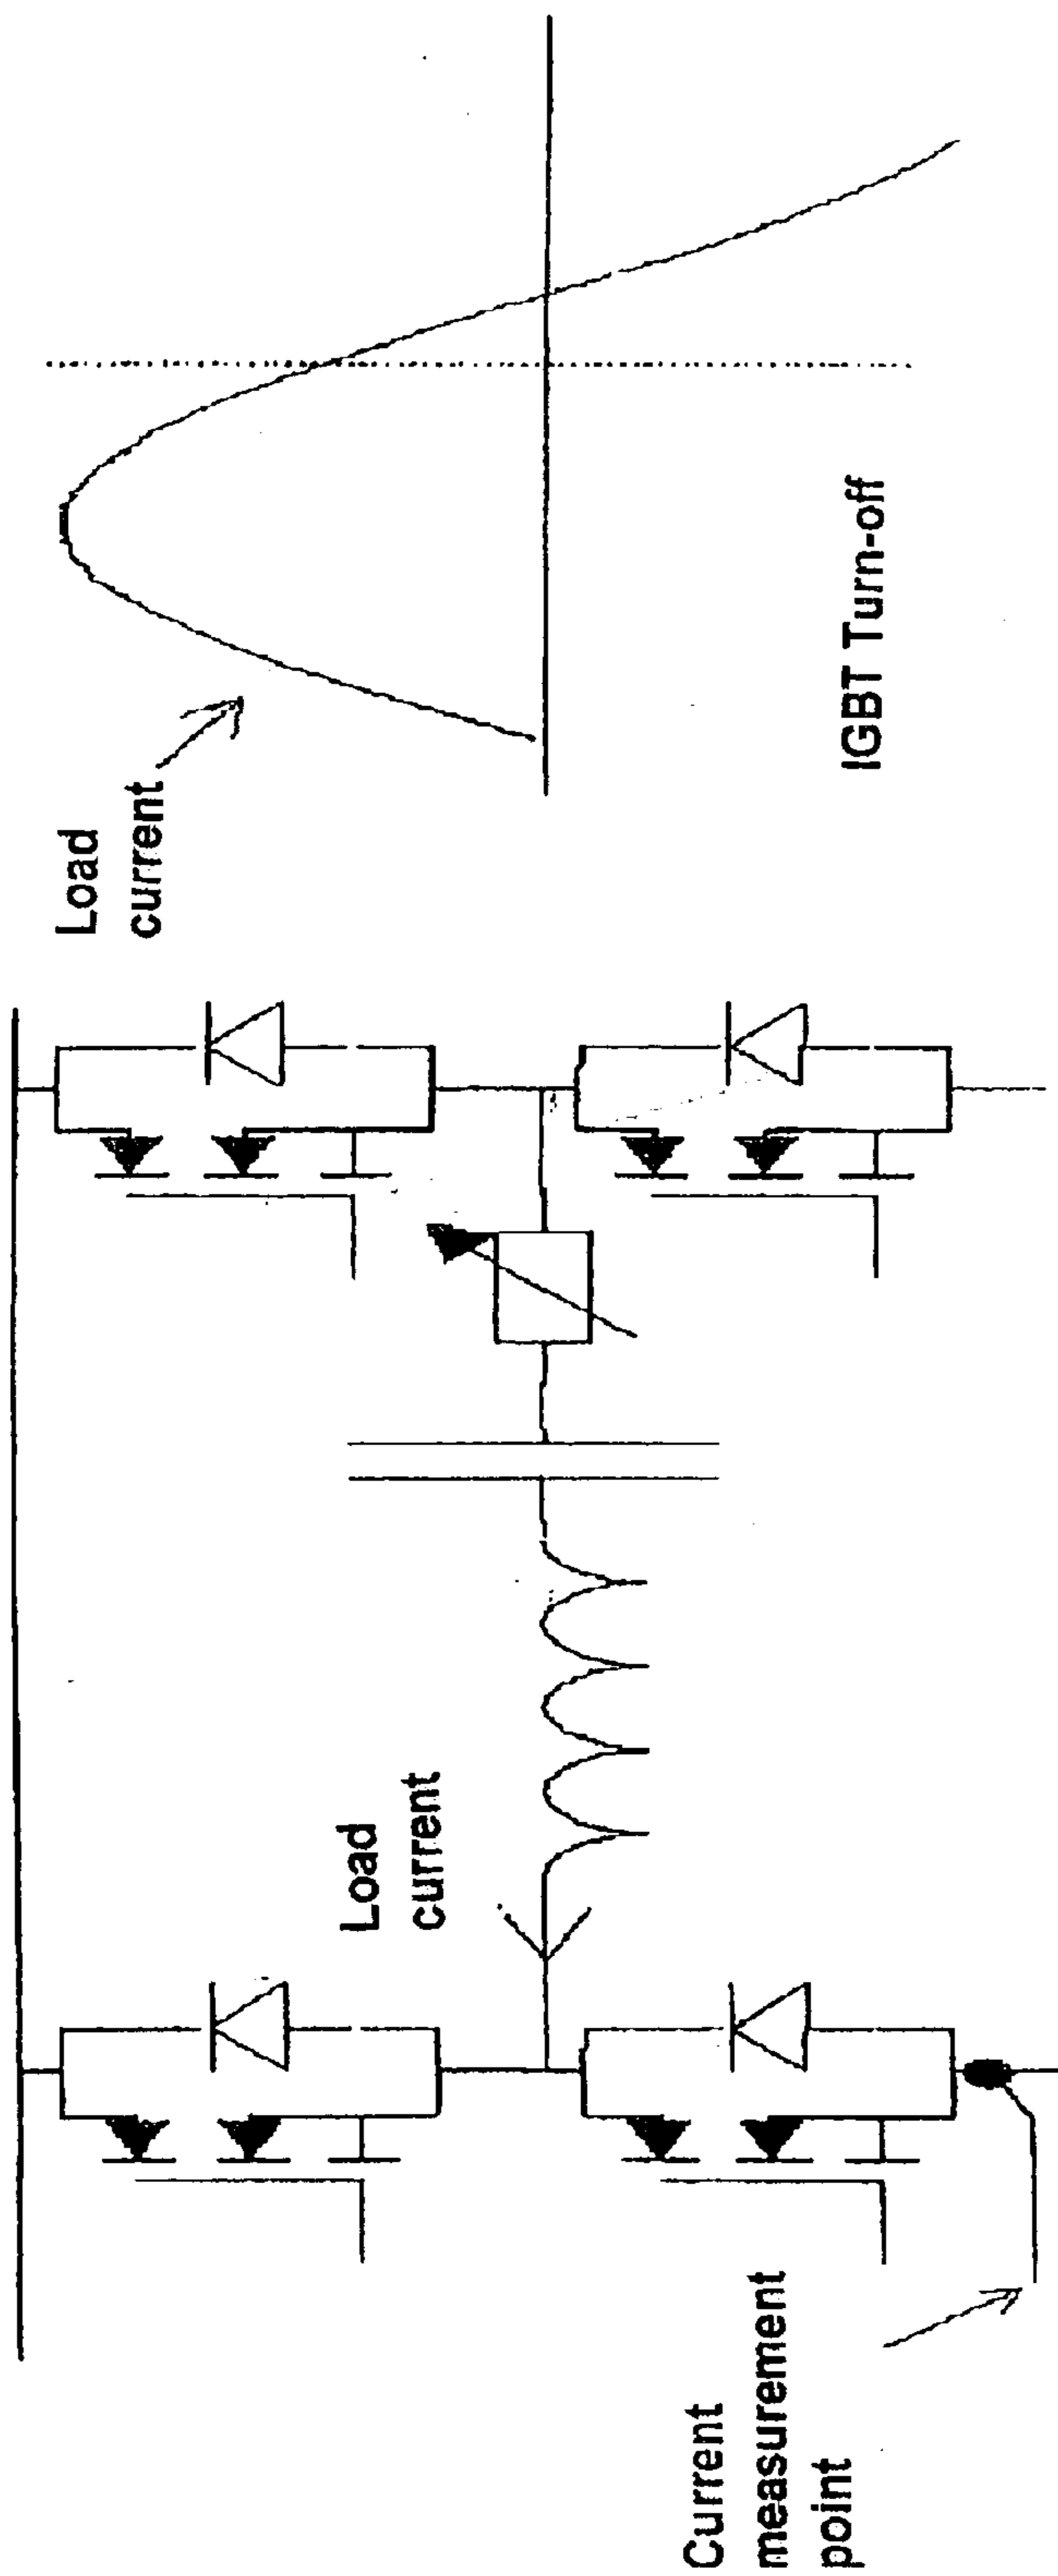 Current
measurement
point
Load
current
Load
current
IGBT Turn-off